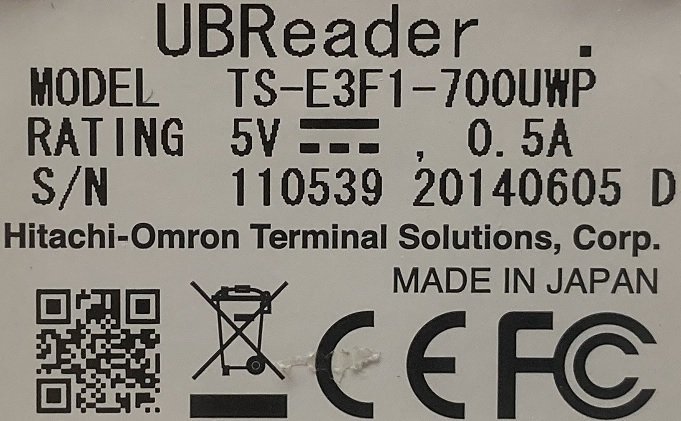 UBReader .
MODEL TS-E3F1-700UWP
RATING 5V ⎓ , 0.5A
S/N 110539 20140605 D
Hitachi-Omron Terminal Solutions, Corp.
MADE IN JAPAN
CE FC